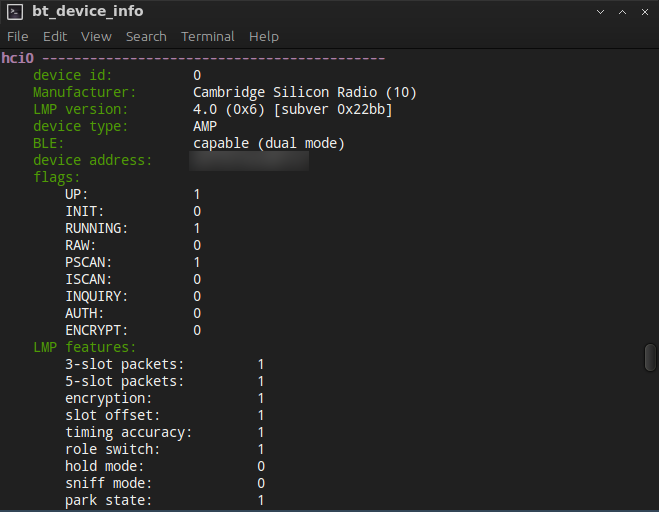 bt_device_info
File Edit View Search Terminal Help
hci0 -----------------------------------------
device id: 0
Manufacturer: Cambridge Silicon Radio (10)
LMP version: 4.0 (0x6) [subver 0x22bb]
device type: AMP
BLE: capable (dual mode)
device address:
flags:
UP: 1
INIT: 0
RUNNING: 1
RAW: 0
PSCAN: 1
ISCAN: 0
INQUIRY: 0
AUTH: 0
ENCRYPT: 0
LMP features:
3-slot packets: 1
5-slot packets: 1
encryption: 1
slot offset: 1
timing accuracy: 1
role switch: 1
hold mode: 0
sniff mode: 0
park state: 1